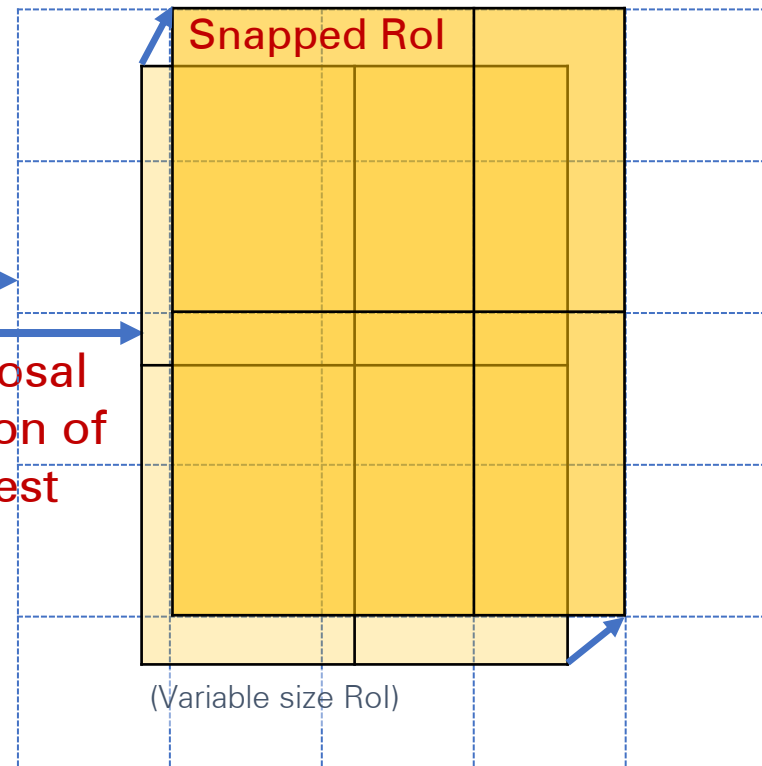 Snapped RoI
osal
on of
est
(Variable size RoI)